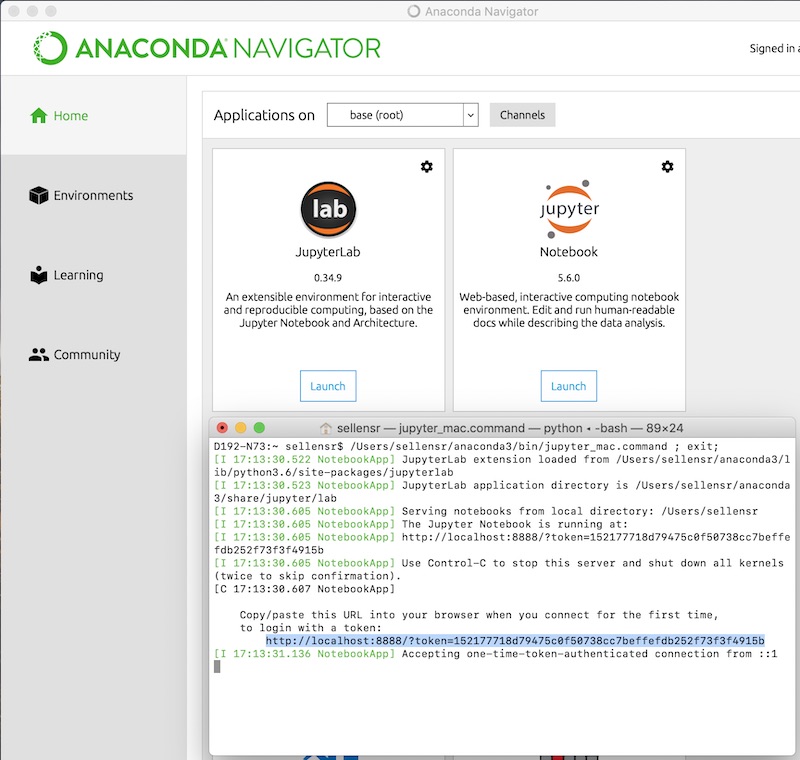 Anaconda Navigator
ANACONDA NAVIGATOR
Signed in a
Home
Applications on
base (root)
Channels
Environments
Learning
Community
lab
JupyterLab
0.34.9
An extensible environment for interactive
and reproducible computing, based on the
Jupyter Notebook and Architecture.
Launch
jupyter
Notebook
5.6.0
Web-based, interactive computing notebook
environment. Edit and run human-readable
docs while describing the data analysis.
Launch
sellensr — jupyter_mac.command — python • -bash — 89×24
D192-N73:~ sellensr$ /Users/sellensr/anaconda3/bin/jupyter_mac.command ; exit;
[I 17:13:30.522 NotebookApp] JupyterLab extension loaded from /Users/sellensr/anaconda3/l
ib/python3.6/site-packages/jupyterlab
[I 17:13:30.523 NotebookApp] JupyterLab application directory is /Users/sellensr/anaconda
3/share/jupyter/lab
[I 17:13:30.605 NotebookApp] Serving notebooks from local directory: /Users/sellensr
[I 17:13:30.605 NotebookApp] The Jupyter Notebook is running at:
[I 17:13:30.605 NotebookApp] http://localhost:8888/?token=152177718d79475c0f50738cc7beffe
fdb252f73f3f4915b
[I 17:13:30.605 NotebookApp] Use Control-C to stop this server and shut down all kernels
(twice to skip confirmation).
[C 17:13:30.607 NotebookApp]
Copy/paste this URL into your browser when you connect for the first time,
to login with a token:
http://localhost:8888/?token=152177718d79475c0f50738cc7beffefdb252f73f3f4915b
[I 17:13:31.136 NotebookApp] Accepting one-time-token-authenticated connection from ::1